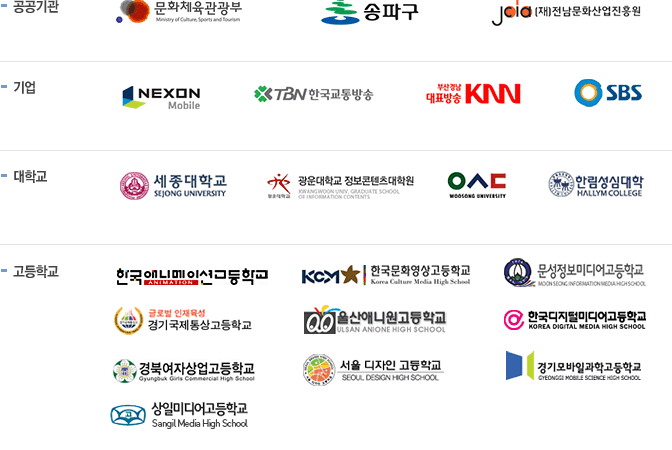 공공기관
문화체육관광부
Ministry of Culture, Sports and Tourism
송파구
jcia (재)전남문화산업진흥원
기업
NEXON
Mobile
TBN 한국교통방송
부산경남
대표방송 KNN
SBS
대학교
세종대학교
SEJONG UNIVERSITY
광운대학교
광운대학교 정보콘텐츠대학원
KWANGWOON UNIV. GRADUATE SCHOOL
OF INFORMATION CONTENTS
WOOSONG UNIVERSITY
한림성심대학
HALLYM COLLEGE
고등학교
한국애니메이션고등학교
ANIMATION
KCM 한국문화영상고등학교
Korea Culture Media High School
문성정보미디어고등학교
MOON SEONG INFORMATION MEDIA HIGH SCHOOL
글로벌 인재육성
경기국제통상고등학교
울산애니원고등학교
ULSAN ANIONE HIGH SCHOOL
한국디지털미디어고등학교
KOREA DIGITAL MEDIA HIGH SCHOOL
경북여자상업고등학교
Gyungbuk Girls Commercial High School
서울 디자인 고등학교
SEOUL DESIGN HIGH SCHOOL
경기모바일과학고등학교
GYEONGGI MOBILE SCIENCE HIGH SCHOOL
상일미디어고등학교
Sangil Media High School